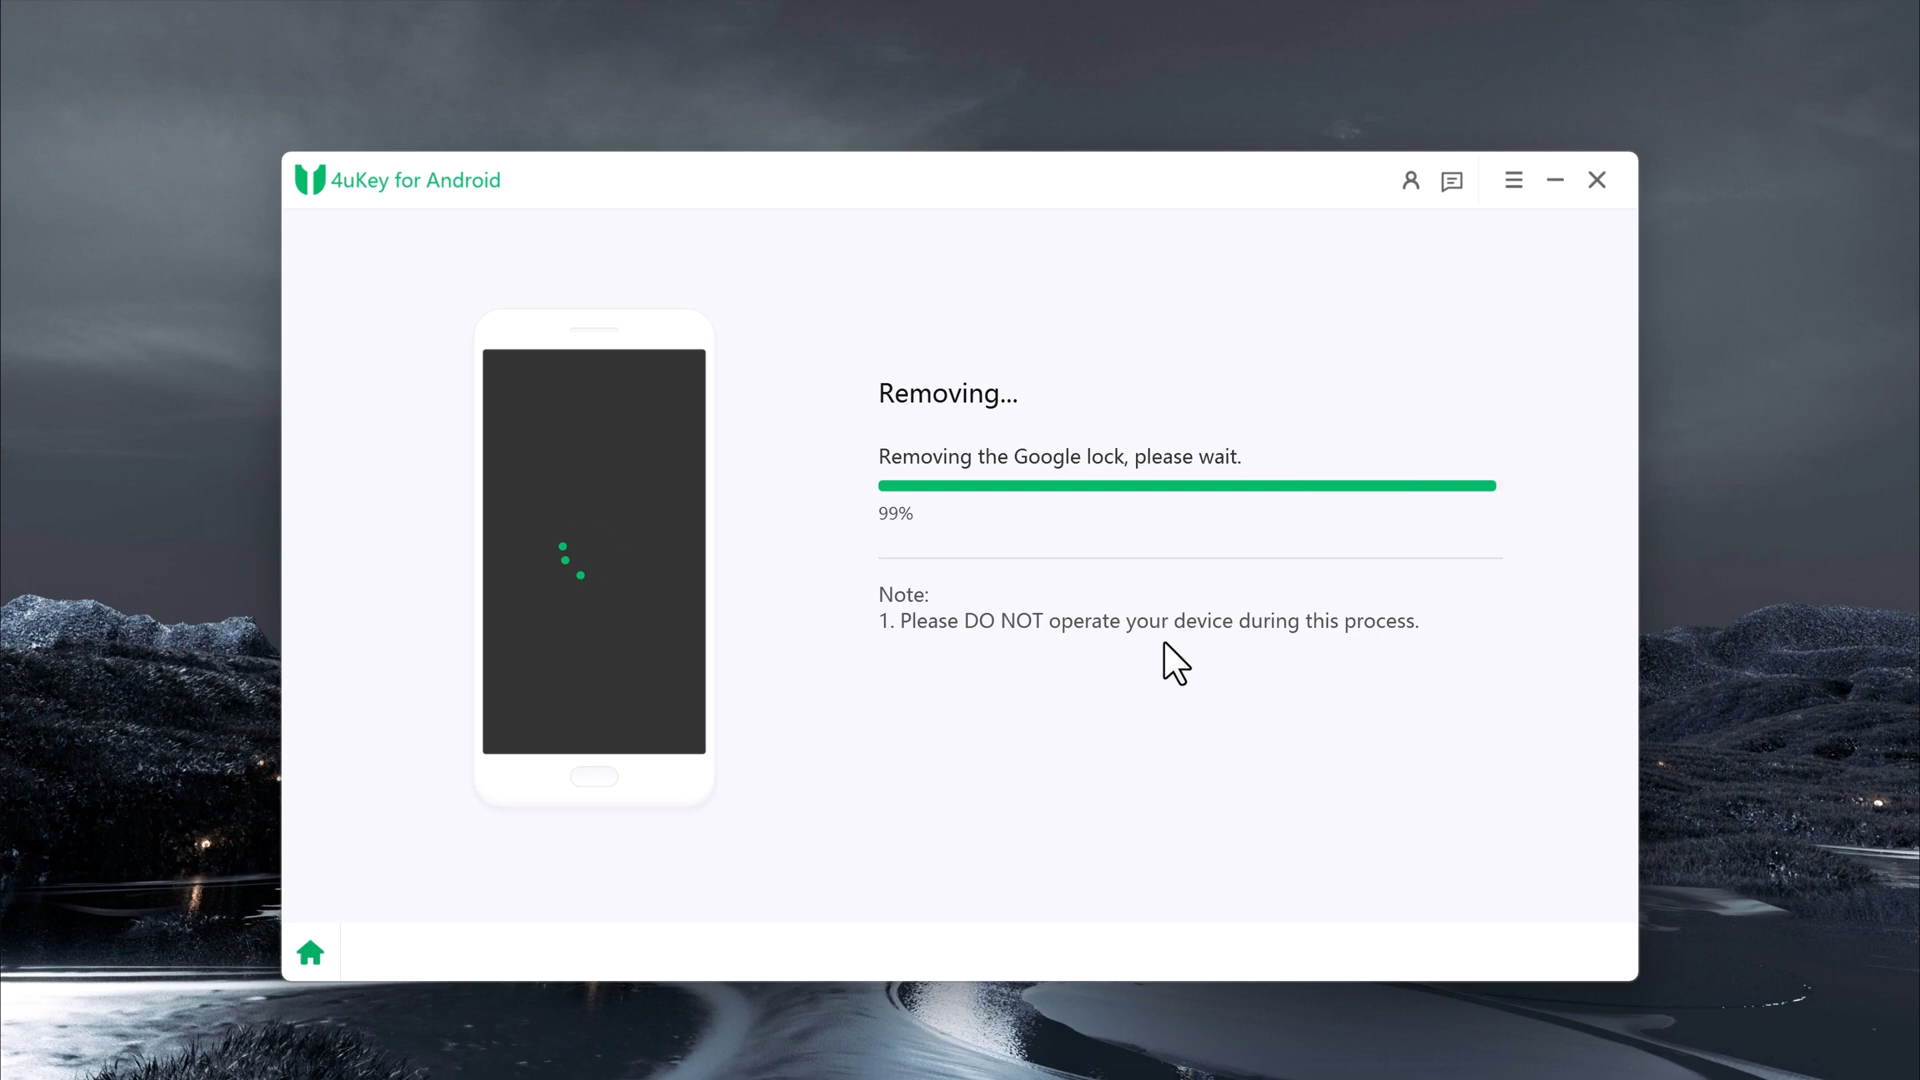 4uKey for Android
Removing...
Removing the Google lock, please wait.
99%
Note:
1. Please DO NOT operate your device during this process.